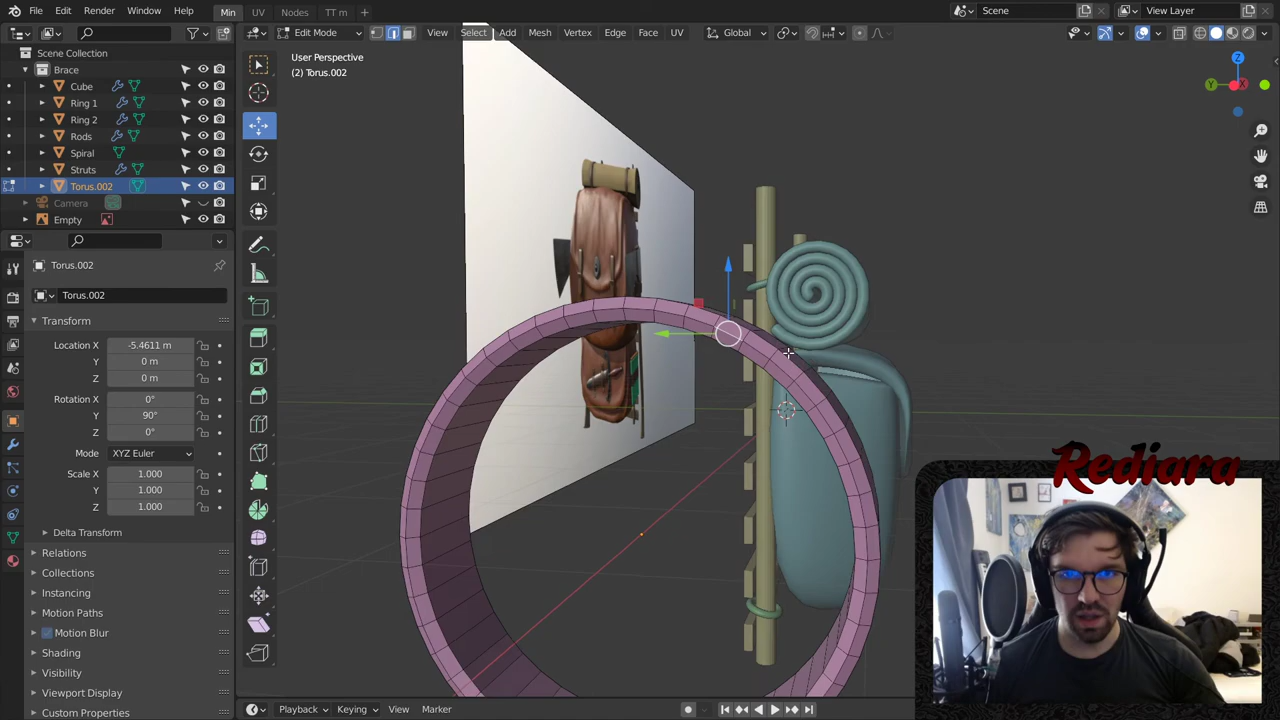 File Edit Render Window Help Min UV Nodes TT m Scene View Layer
Edit Mode View Select Add Mesh Vertex Edge Face UV Global
Scene Collection
Brace
Cube
Ring 1
Ring 2
Rods
Spiral
Struts
Torus.002
Camera
Empty
User Perspective
(2) Torus.002
Z
Y
X
Torus.002
Torus.002
Transform
Location X -5.4611 m
Y 0 m
Z 0 m
Rotation X 0°
Y 90°
Z 0°
Mode XYZ Euler
Scale X 1.000
Y 1.000
Z 1.000
Delta Transform
Relations
Collections
Instancing
Motion Paths
Motion Blur
Shading
Visibility
Viewport Display
Custom Properties
Playback Keying View Marker
Rediara